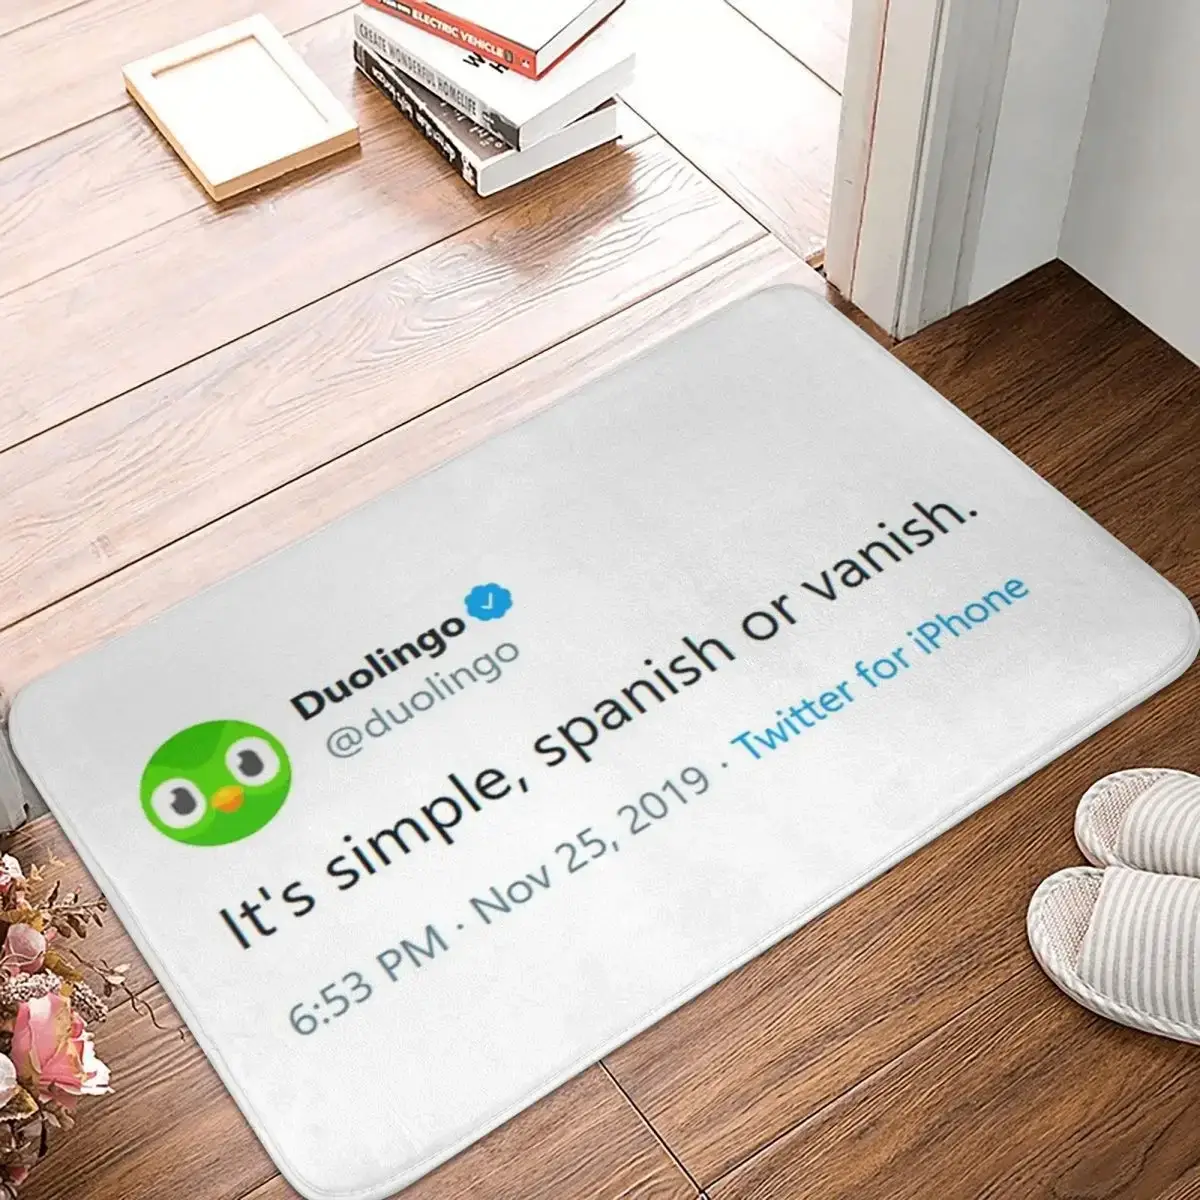 ELECTRIC VEHICLE
CREATE WONDERFUL HOMELIFE
Duolingo
@duolingo
It's simple, spanish or vanish.
6:53 PM · Nov 25, 2019 · Twitter for iPhone